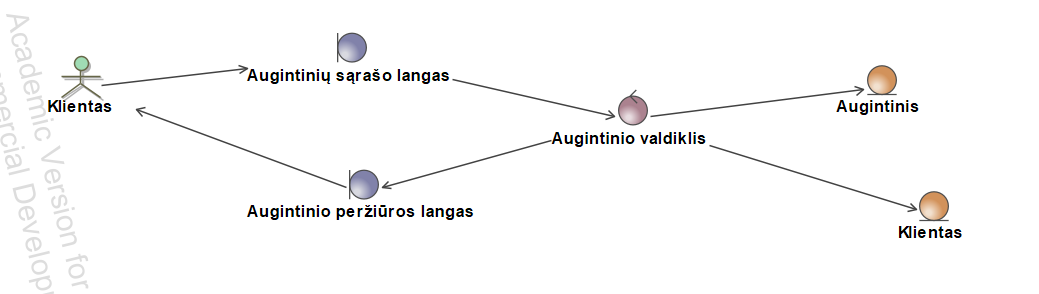 Augintinių sąrašo langas
Klientas
Augintinis
Augintinio valdiklis
Augintinio peržiūros langas
Klientas
Academic Version for
mercial Develop